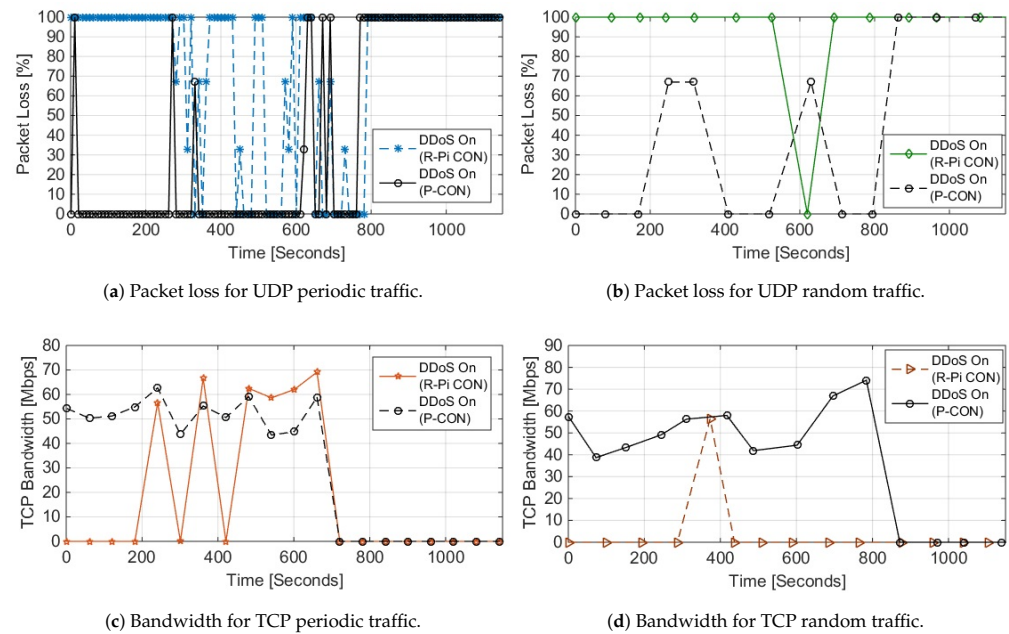 100
90
80
70
60
50
40
30
20
10
0
Packet Loss [%]
0 200 400 600 800 1000
Time [Seconds]
DDoS On
(R-Pi CON)
DDoS On
(P-CON)
(a) Packet loss for UDP periodic traffic.
100
90
80
70
60
50
40
30
20
10
0
Packet Loss [%]
0 200 400 600 800 1000
Time [Seconds]
DDoS On
(R-Pi CON)
DDoS On
(P-CON)
(b) Packet loss for UDP random traffic.
80
70
60
50
40
30
20
10
0
TCP Bandwidth [Mbps]
0 200 400 600 800 1000
Time [Seconds]
DDoS On
(R-Pi CON)
DDoS On
(P-CON)
(c) Bandwidth for TCP periodic traffic.
90
80
70
60
50
40
30
20
10
0
TCP Bandwidth [Mbps]
0 200 400 600 800 1000
Time [Seconds]
DDoS On
(R-Pi CON)
DDoS On
(P-CON)
(d) Bandwidth for TCP random traffic.